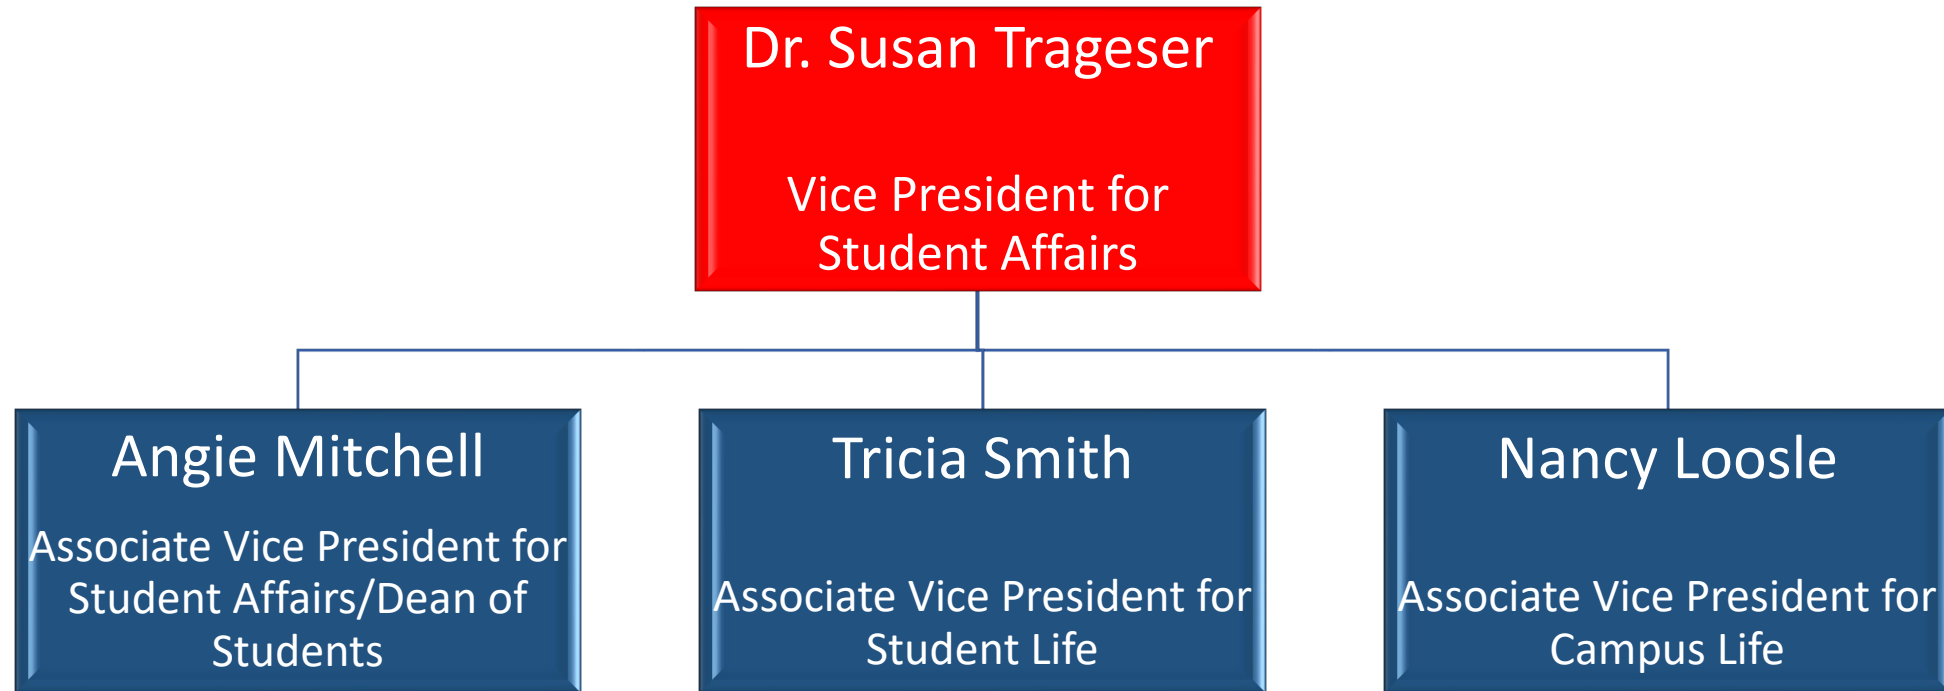 Dr. Susan Trageser
Vice President for
Student Affairs
Angie Mitchell
Associate Vice President for
Student Affairs/Dean of
Students
Tricia Smith
Associate Vice President for
Student Life
Nancy Loosle
Associate Vice President for
Campus Life